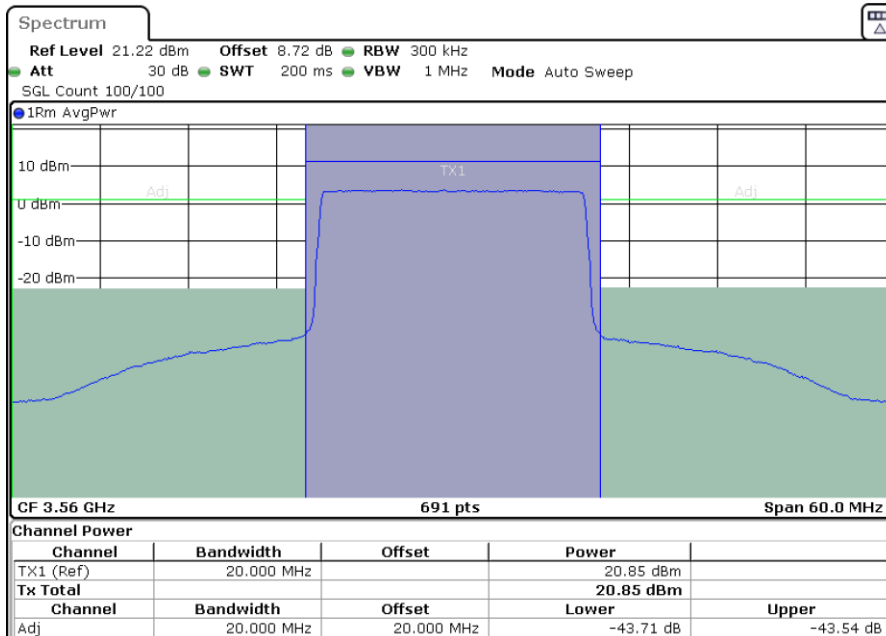 Spectrum
Ref Level 21.22 dBm Offset 8.72 dB RBW 300 kHz
Att 30 dB SWT 200 ms VBW 1 MHz Mode Auto Sweep
SGL Count 100/100
1Rm AvgPwr
10 dBm
TX1
Adj Adj
0 dBm
-10 dBm
-20 dBm
CF 3.56 GHz 691 pts Span 60.0 MHz
Channel Power
Channel Bandwidth Offset Power
TX1 (Ref) 20.000 MHz 20.85 dBm
Tx Total 20.85 dBm
Channel Bandwidth Offset Lower Upper
Adj 20.000 MHz 20.000 MHz -43.71 dB -43.54 dB